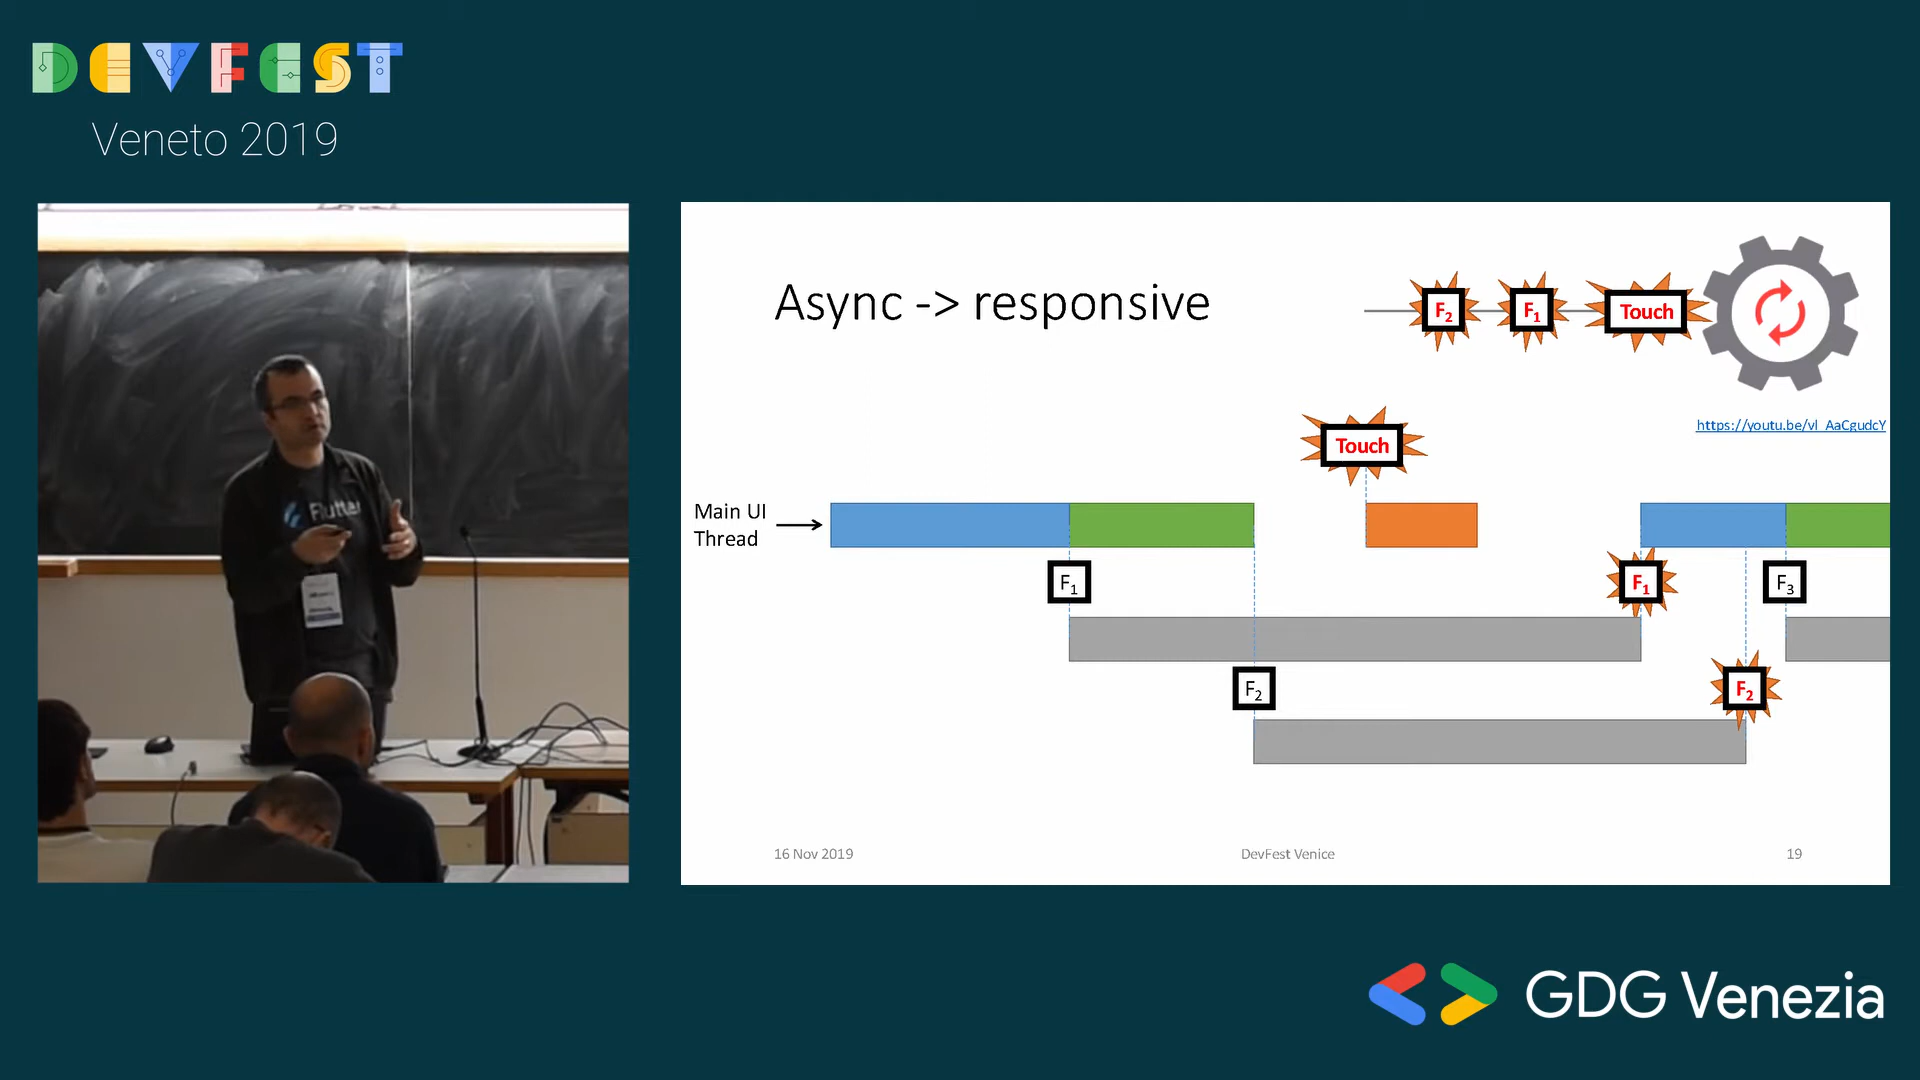 DEVFEST
Veneto 2019
Flutter
Async -> responsive
F2 F1 Touch
https://youtu.be/vl_AaCgudcY
Touch
Main UI
Thread
F1 F1 F3
F2 F2
16 Nov 2019 DevFest Venice 19
GDG Venezia